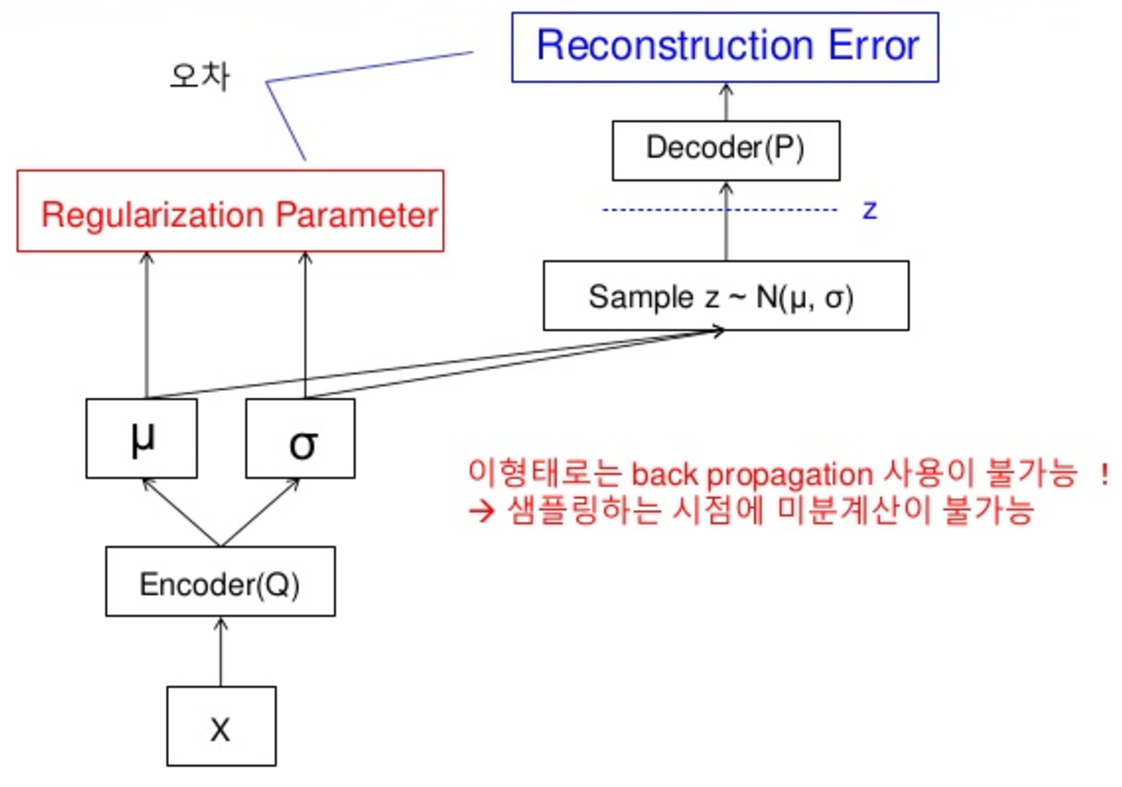 Reconstruction Error
오차
Decoder(P)
Regularization Parameter
z
Sample z ~ N(μ, σ)
μ
σ
이형태로는 back propagation 사용이 불가능 !
→ 샘플링하는 시점에 미분계산이 불가능
Encoder(Q)
X